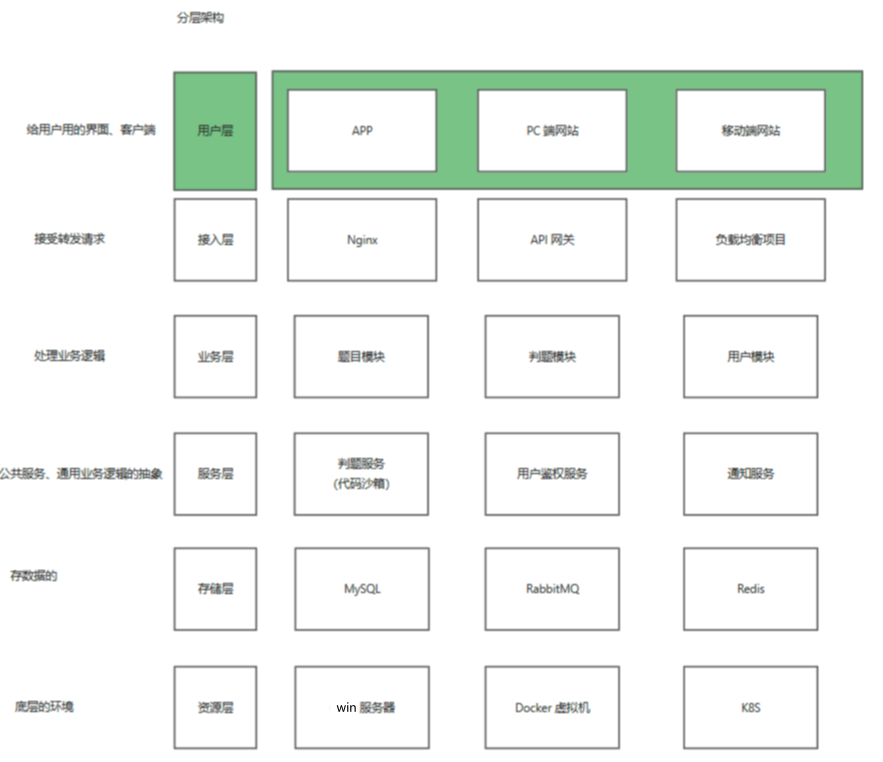 分层架构
给用户用的界面、客户端
用户层
APP
PC 端网站
移动端网站
接受转发请求
接入层
Nginx
API 网关
负载均衡项目
处理业务逻辑
业务层
题目模块
判题模块
用户模块
公共服务、通用业务逻辑的抽象
服务层
判题服务
(代码沙箱)
用户鉴权服务
通知服务
存数据的
存储层
MySQL
RabbitMQ
Redis
底层的环境
资源层
win 服务器
Docker 虚拟机
K8S